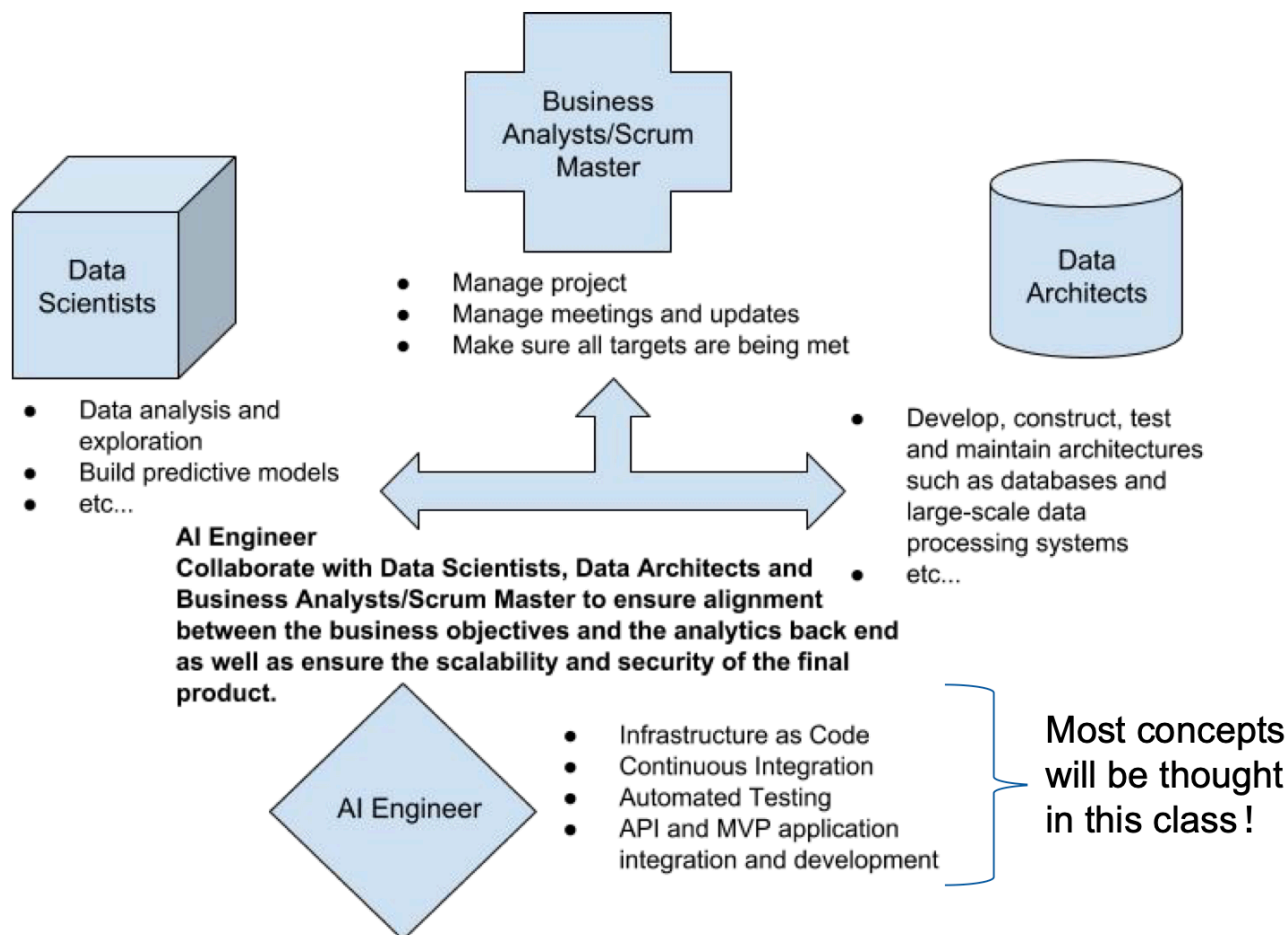 Business
Analysts/Scrum
Master
Data
Scientists
Data
Architects
● Manage project
● Manage meetings and updates
● Make sure all targets are being met
● Data analysis and
exploration
● Build predictive models
● etc...
● Develop, construct, test
and maintain architectures
such as databases and
large-scale data
processing systems
● etc...
AI Engineer
Collaborate with Data Scientists, Data Architects and
Business Analysts/Scrum Master to ensure alignment
between the business objectives and the analytics back end
as well as ensure the scalability and security of the final
product.
AI Engineer
● Infrastructure as Code
● Continuous Integration
● Automated Testing
● API and MVP application
integration and development
Most concepts
will be thought
in this class!